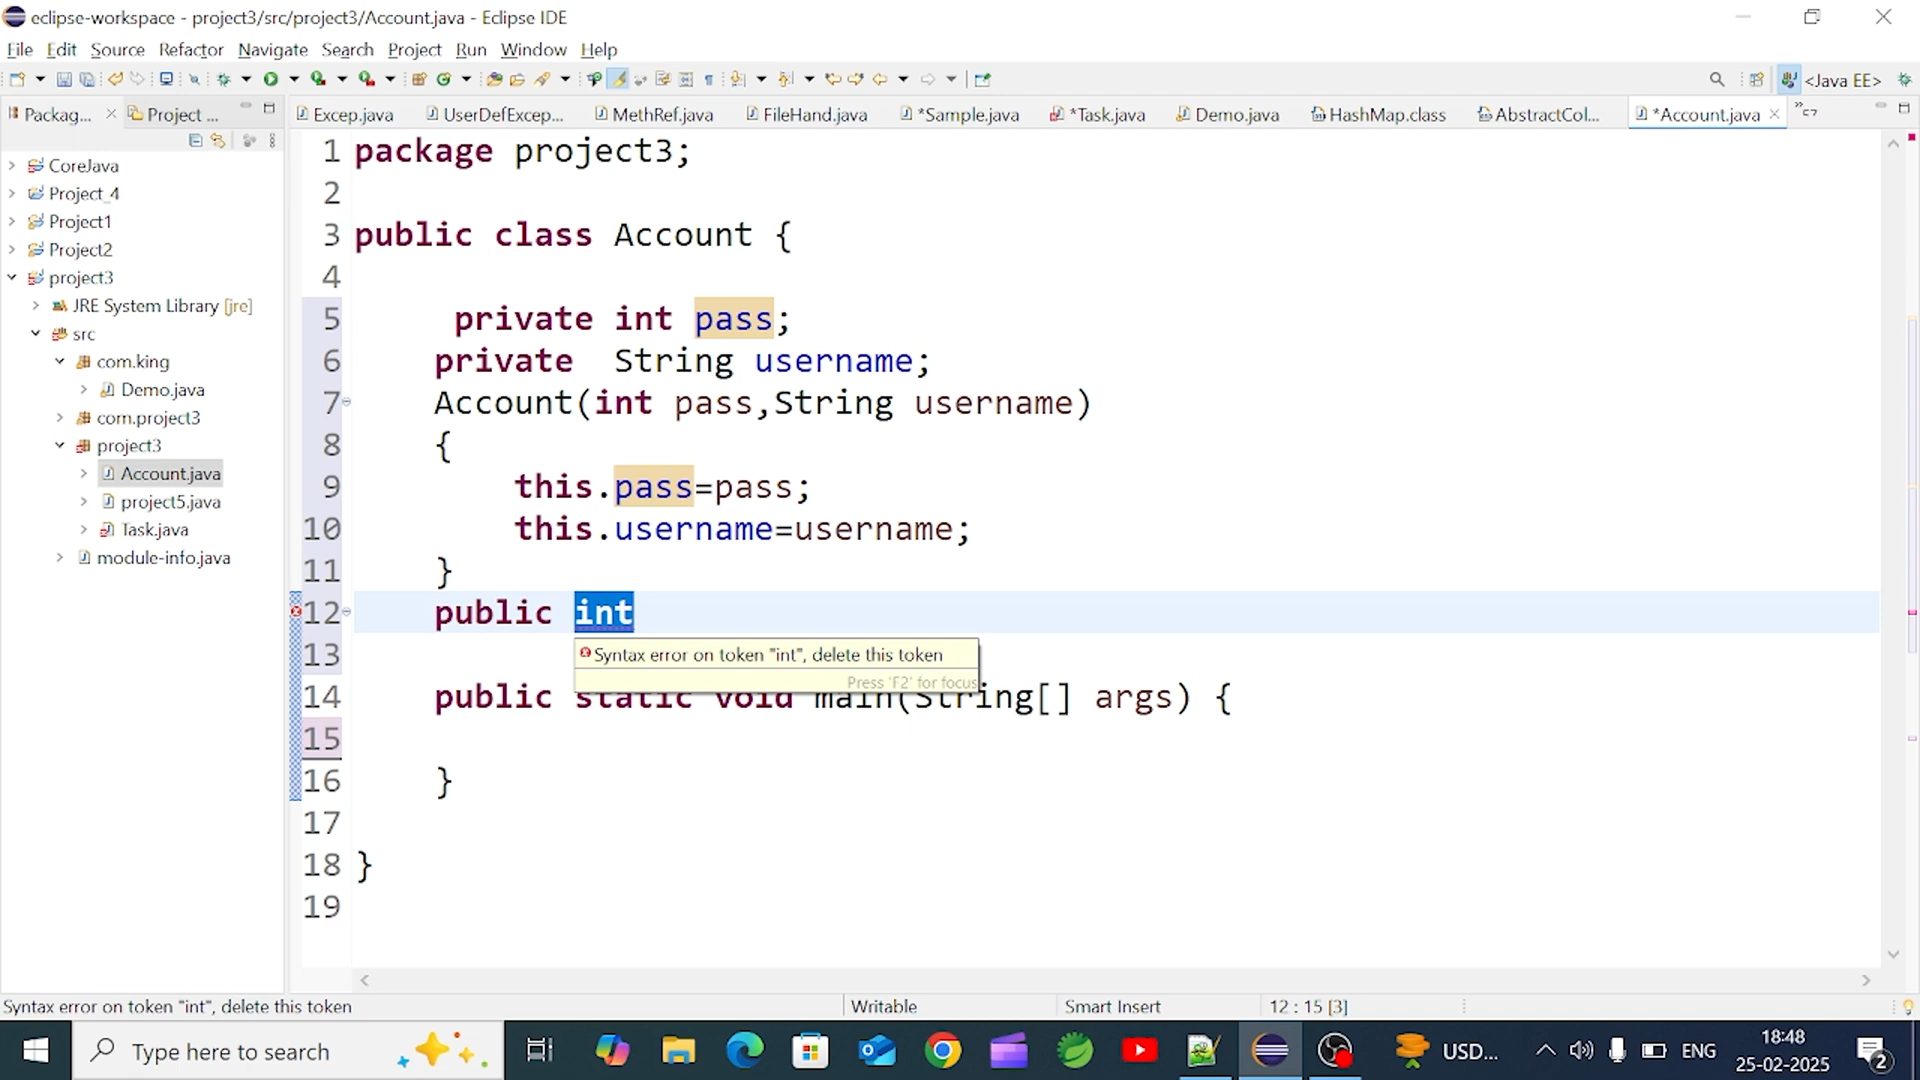 eclipse-workspace - project3/src/project3/Account.java - Eclipse IDE
File Edit Source Refactor Navigate Search Project Run Window Help
<Java EE>
Packag... Project ... Excep.java UserDefExcep... MethRef.java FileHand.java *Sample.java *Task.java Demo.java HashMap.class AbstractCol... *Account.java
CoreJava
Project_4
Project1
Project2
project3
JRE System Library [jre]
src
com.king
Demo.java
com.project3
project3
Account.java
project5.java
Task.java
module-info.java
1 package project3;
2
3 public class Account {
4
5 private int pass;
6 private  String username;
7 Account(int pass,String username)
8 {
9 this.pass=pass;
10 this.username=username;
11 }
12 public int
13
Syntax error on token "int", delete this token
Press 'F2' for focus
14 public static void main(String[] args) {
15
16 }
17
18 }
19
Syntax error on token "int", delete this token Writable Smart Insert 12 : 15 [3]
Type here to search USD... ENG 18:48
25-02-2025 2